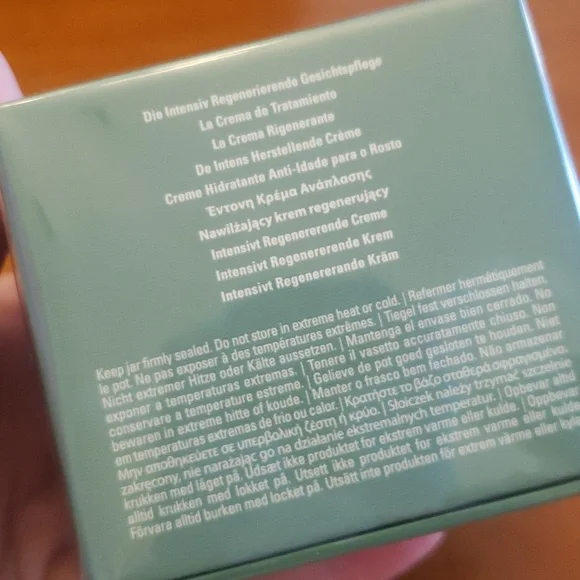 Die Intensiv Regenerierende Gesichtspflege
La Crema de Tratamiento
La Crema Rigenerante
De Intens Herstellende Crème
Creme Hidratante Anti-Idade para o Rosto
Έντονη Κρέμα Ανάπλασης
Nawilżający krem regenerujący
Intensivt Regenererende Creme
Intensivt Regenererende Krem
Intensivt Regenererande Kräm
Keep jar firmly sealed. Do not store in extreme heat or cold. | Refermer hermétiquement
le pot. Ne pas exposer à des températures extrêmes. | Tiegel fest verschlossen halten.
Nicht extremer Hitze oder Kälte aussetzen. | Mantenga el envase bien cerrado. No
exponer a temperaturas extremas. | Tenere il vasetto accuratamente chiuso. Non
conservare a temperature estreme. | Gelieve de pot goed gesloten te houden. Niet
bewaren in extreme hitte of koude. | Manter o frasco bem fechado. Não armazenar
em temperaturas extremas de frio ou calor. | Κρατήστε το βάζο σταθερά σφραγισμένο.
Μην αποθηκεύετε σε υπερβολική ζέστη ή κρύο. | Słoiczek należy trzymać szczelnie
zakręcony, nie narażając go na działanie ekstremalnych temperatur. | Opbevar altid
krukken med låget på. Udsæt ikke produktet for ekstrem varme eller kulde. | Oppbevar
alltid krukken med lokket på. Utsett ikke produktet for ekstrem varme eller kulde.
Förvara alltid burken med locket på. Utsätt inte produkten för extrem värme eller kyla.